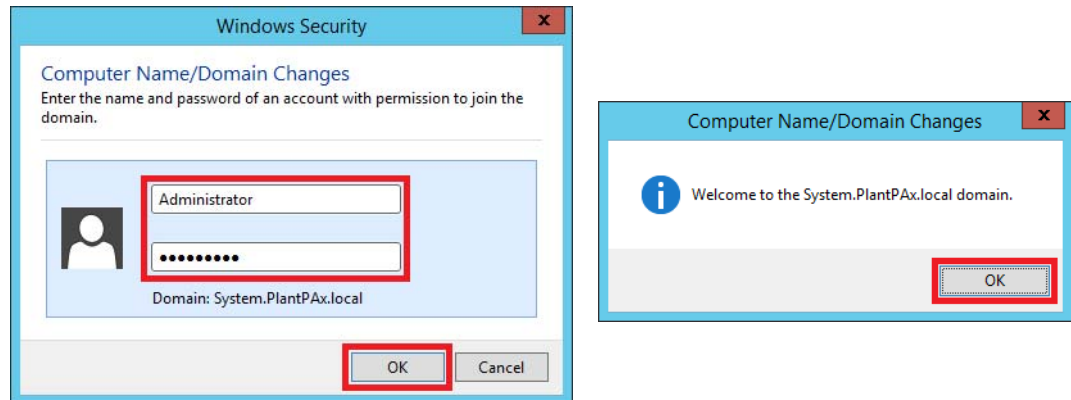 Windows Security
x
Computer Name/Domain Changes
Enter the name and password of an account with permission to join the
domain.
Administrator
•••••••••
Domain: System.PlantPAx.local
OK
Cancel
Computer Name/Domain Changes
x
Welcome to the System.PlantPAx.local domain.
OK